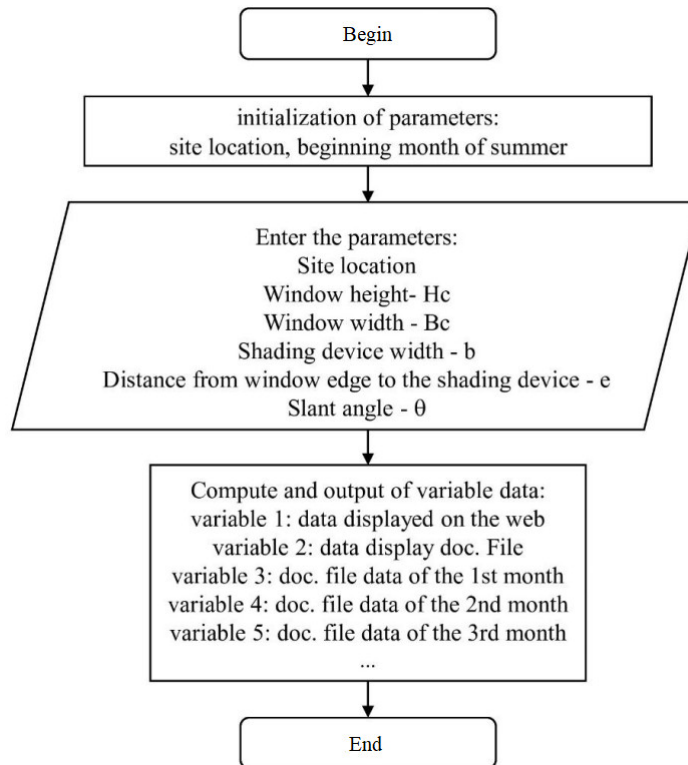 Begin
initialization of parameters:
site location, beginning month of summer
Enter the parameters:
Site location
Window height- Hc
Window width - Bc
Shading device width - b
Distance from window edge to the shading device - e
Slant angle - θ
Compute and output of variable data:
variable 1: data displayed on the web
variable 2: data display doc. File
variable 3: doc. file data of the 1st month
variable 4: doc. file data of the 2nd month
variable 5: doc. file data of the 3rd month
...
End